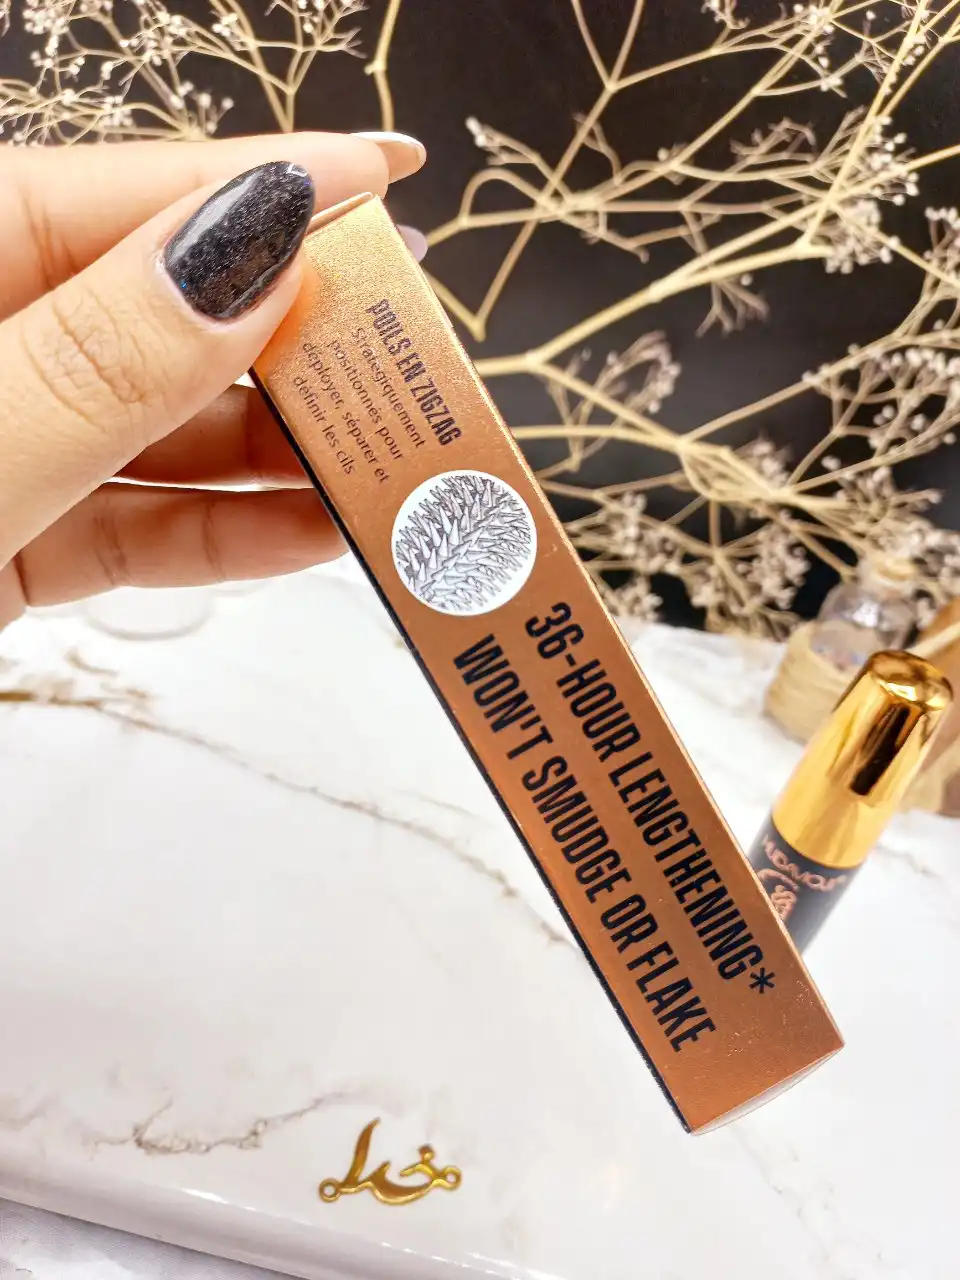 POILS EN ZIGZAG
Stratégiquement
positionnés pour
déployer, séparer et
définir les cils
36-HOUR LENGTHENING*
WON'T SMUDGE OR FLAKE